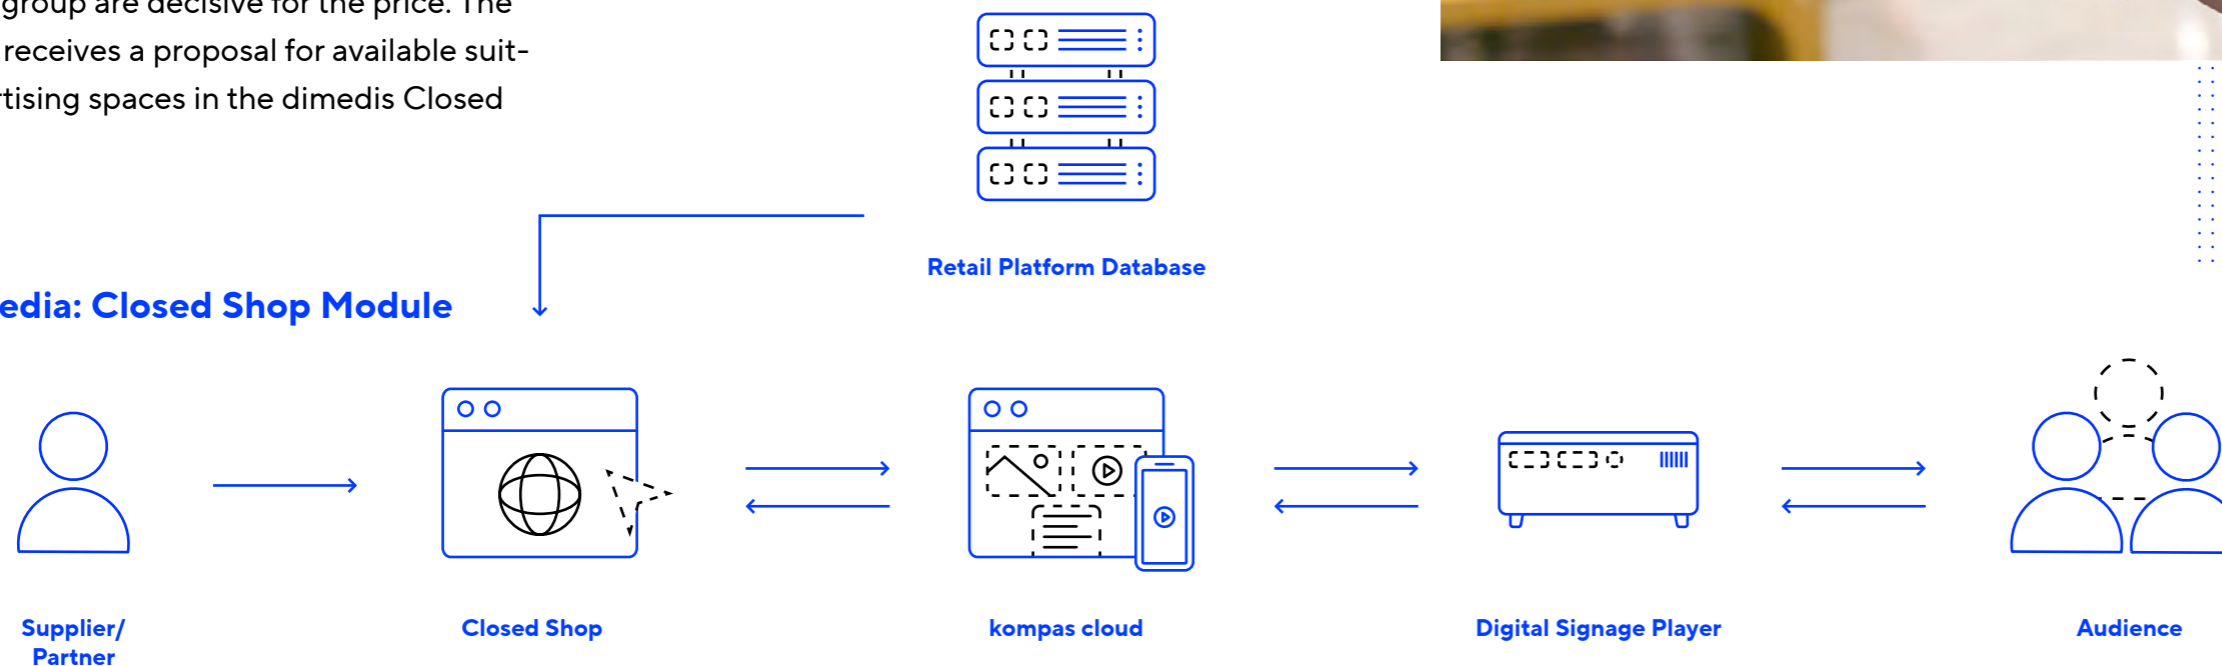 group are decisive for the price. The
receives a proposal for available suit-
rtising spaces in the dimedis Closed
Retail Platform Database
edia: Closed Shop Module
Supplier/
Partner
Closed Shop
kompas cloud
Digital Signage Player
Audience